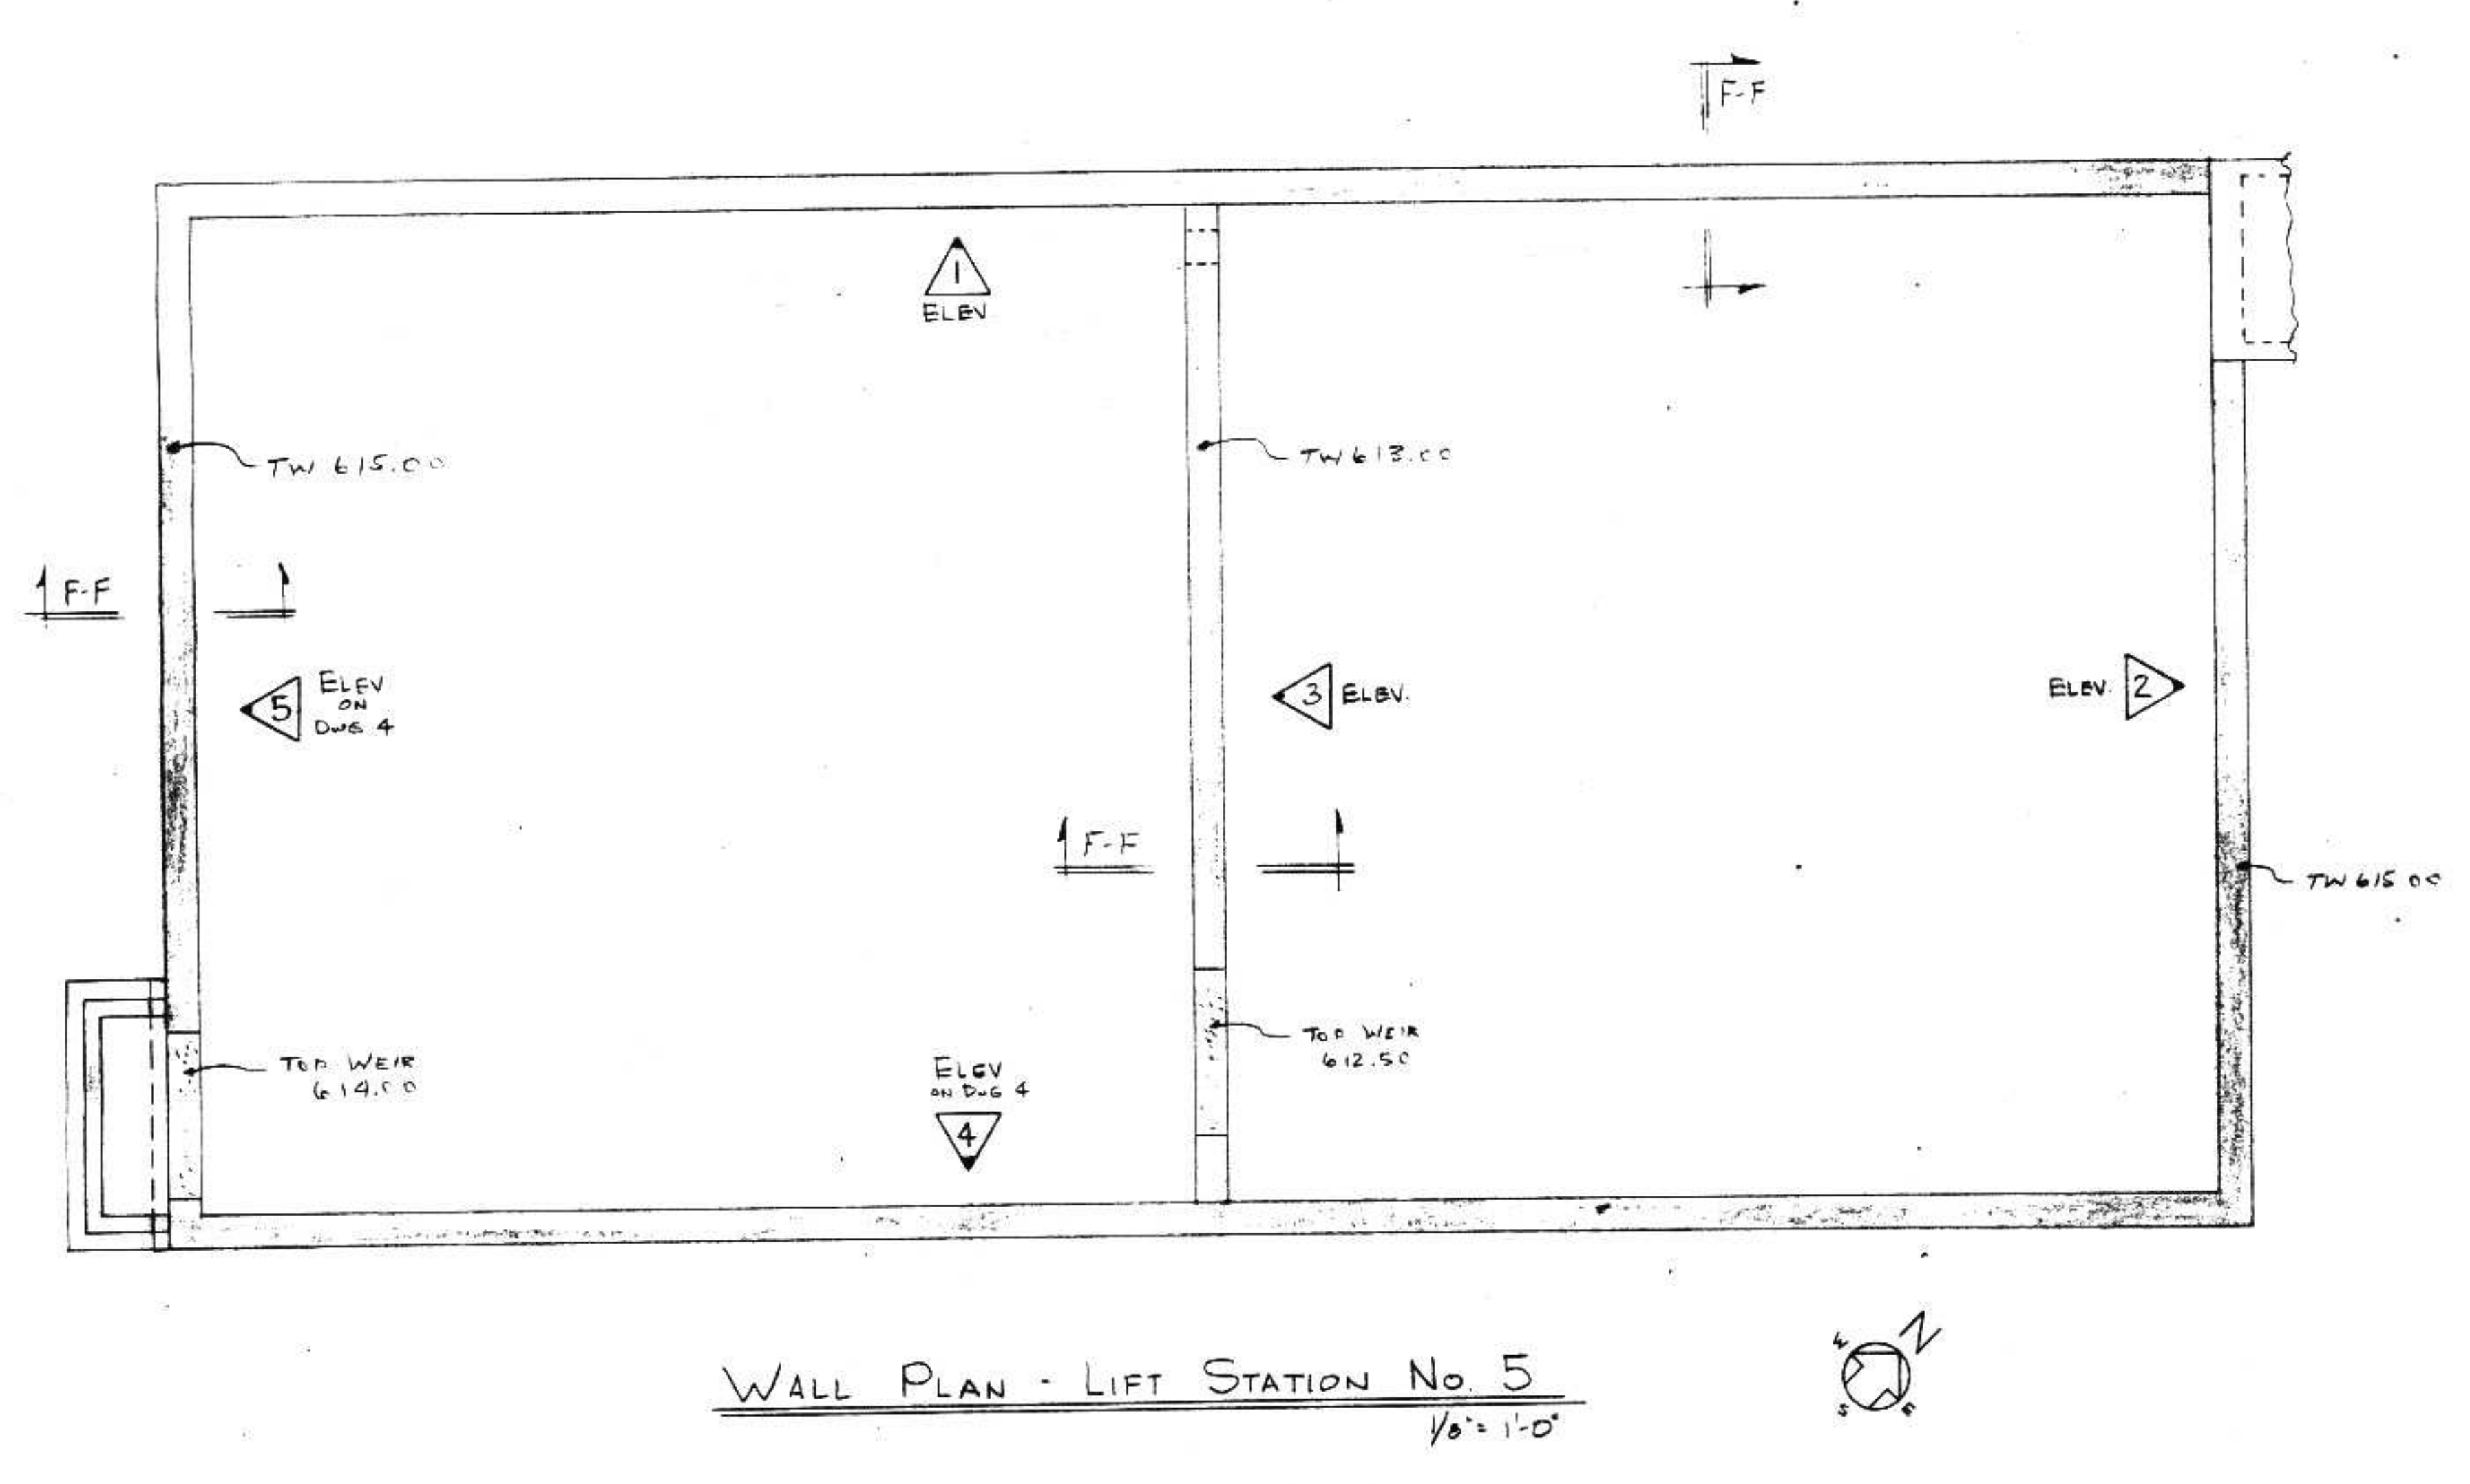 F-F
1
ELEV
TW 615.00
TW 613.00
F-F
5
ELEV
ON
DWG 4
3
ELEV.
ELEV.
2
F-F
TW 615.00
TOP WEIR
614.00
TOP WEIR
612.50
ELEV
ON DWG 4
4
WALL PLAN - LIFT STATION No. 5
1/8" = 1'-0"
W
N
S
E